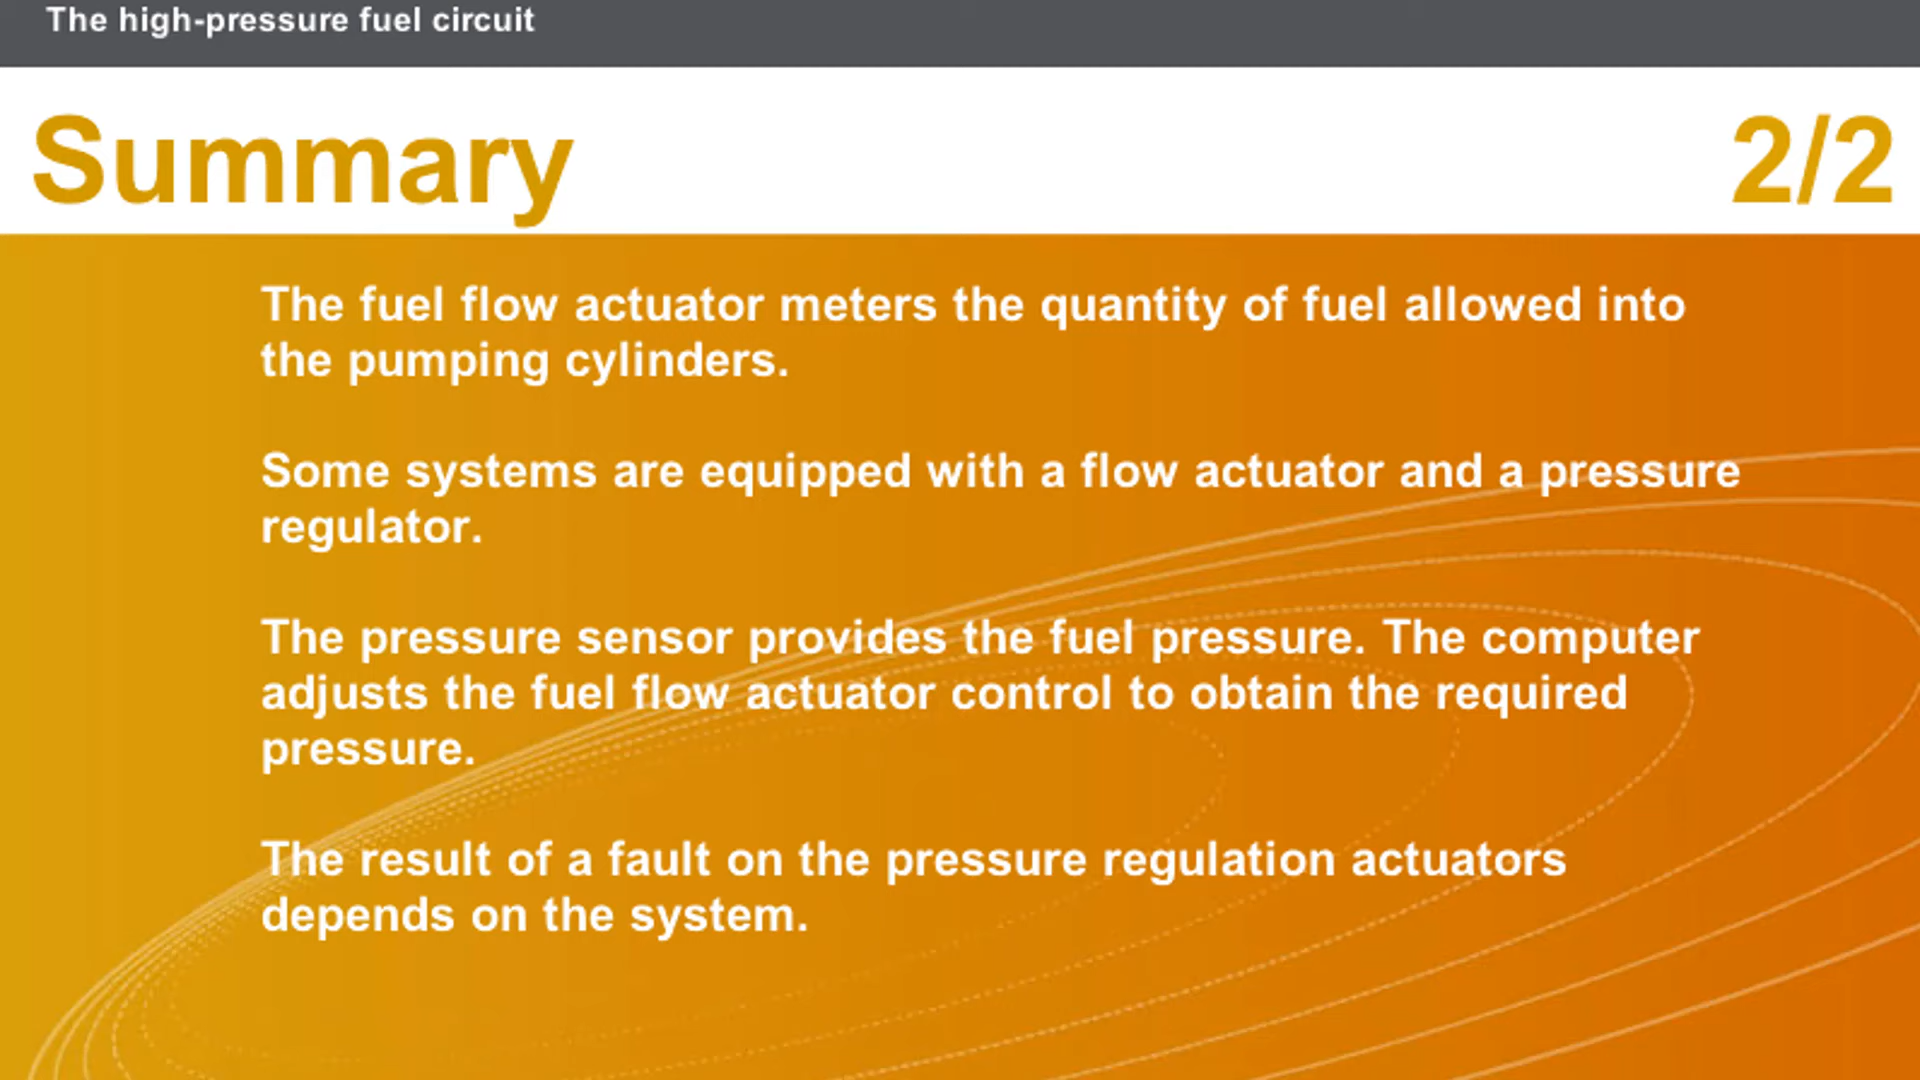 The high-pressure fuel circuit
Summary 2/2
The fuel flow actuator meters the quantity of fuel allowed into
the pumping cylinders.
Some systems are equipped with a flow actuator and a pressure
regulator.
The pressure sensor provides the fuel pressure. The computer
adjusts the fuel flow actuator control to obtain the required
pressure.
The result of a fault on the pressure regulation actuators
depends on the system.